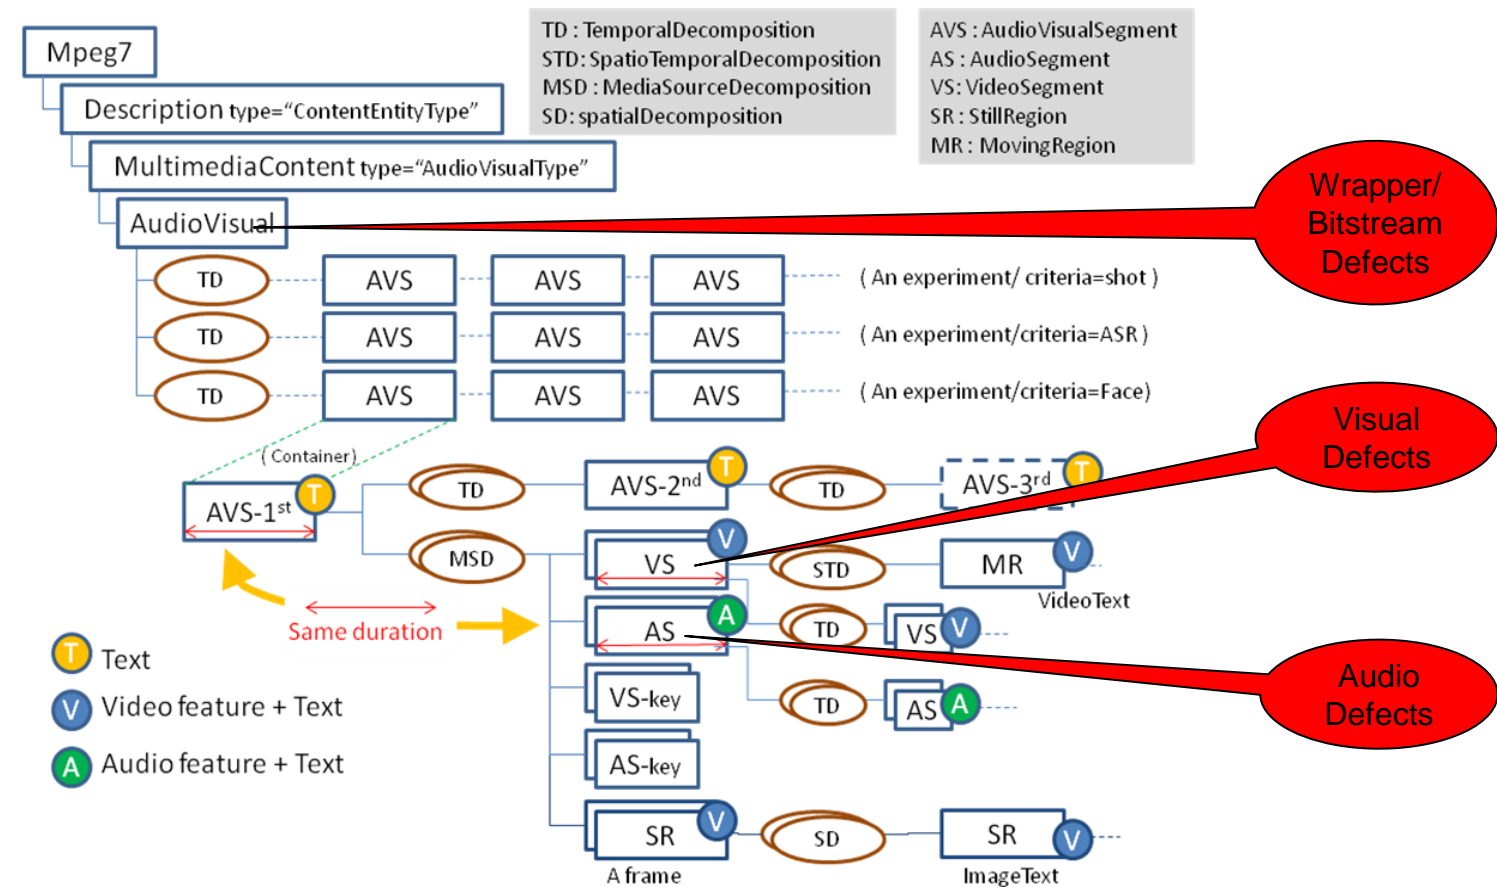 Mpeg7
Description type="ContentEntityType"
MultimediaContent type="AudioVisualType"
AudioVisual
TD : TemporalDecomposition
STD: SpatioTemporalDecomposition
MSD : MediaSourceDecomposition
SD: spatialDecomposition
AVS : AudioVisualSegment
AS : AudioSegment
VS: VideoSegment
SR : StillRegion
MR : MovingRegion
Wrapper/
Bitstream
Defects
TD AVS AVS AVS ( An experiment/ criteria=shot )
TD AVS AVS AVS ( An experiment/criteria=ASR )
TD AVS AVS AVS ( An experiment/criteria=Face)
Visual
Defects
( Container)
AVS-1st T TD AVS-2nd T TD AVS-3rd T
MSD VS V STD MR V
VideoText
Same duration
AS A TD VS V
VS-key TD AS A
AS-key
SR V SD SR V
A frame ImageText
Audio
Defects
T Text
V Video feature + Text
A Audio feature + Text